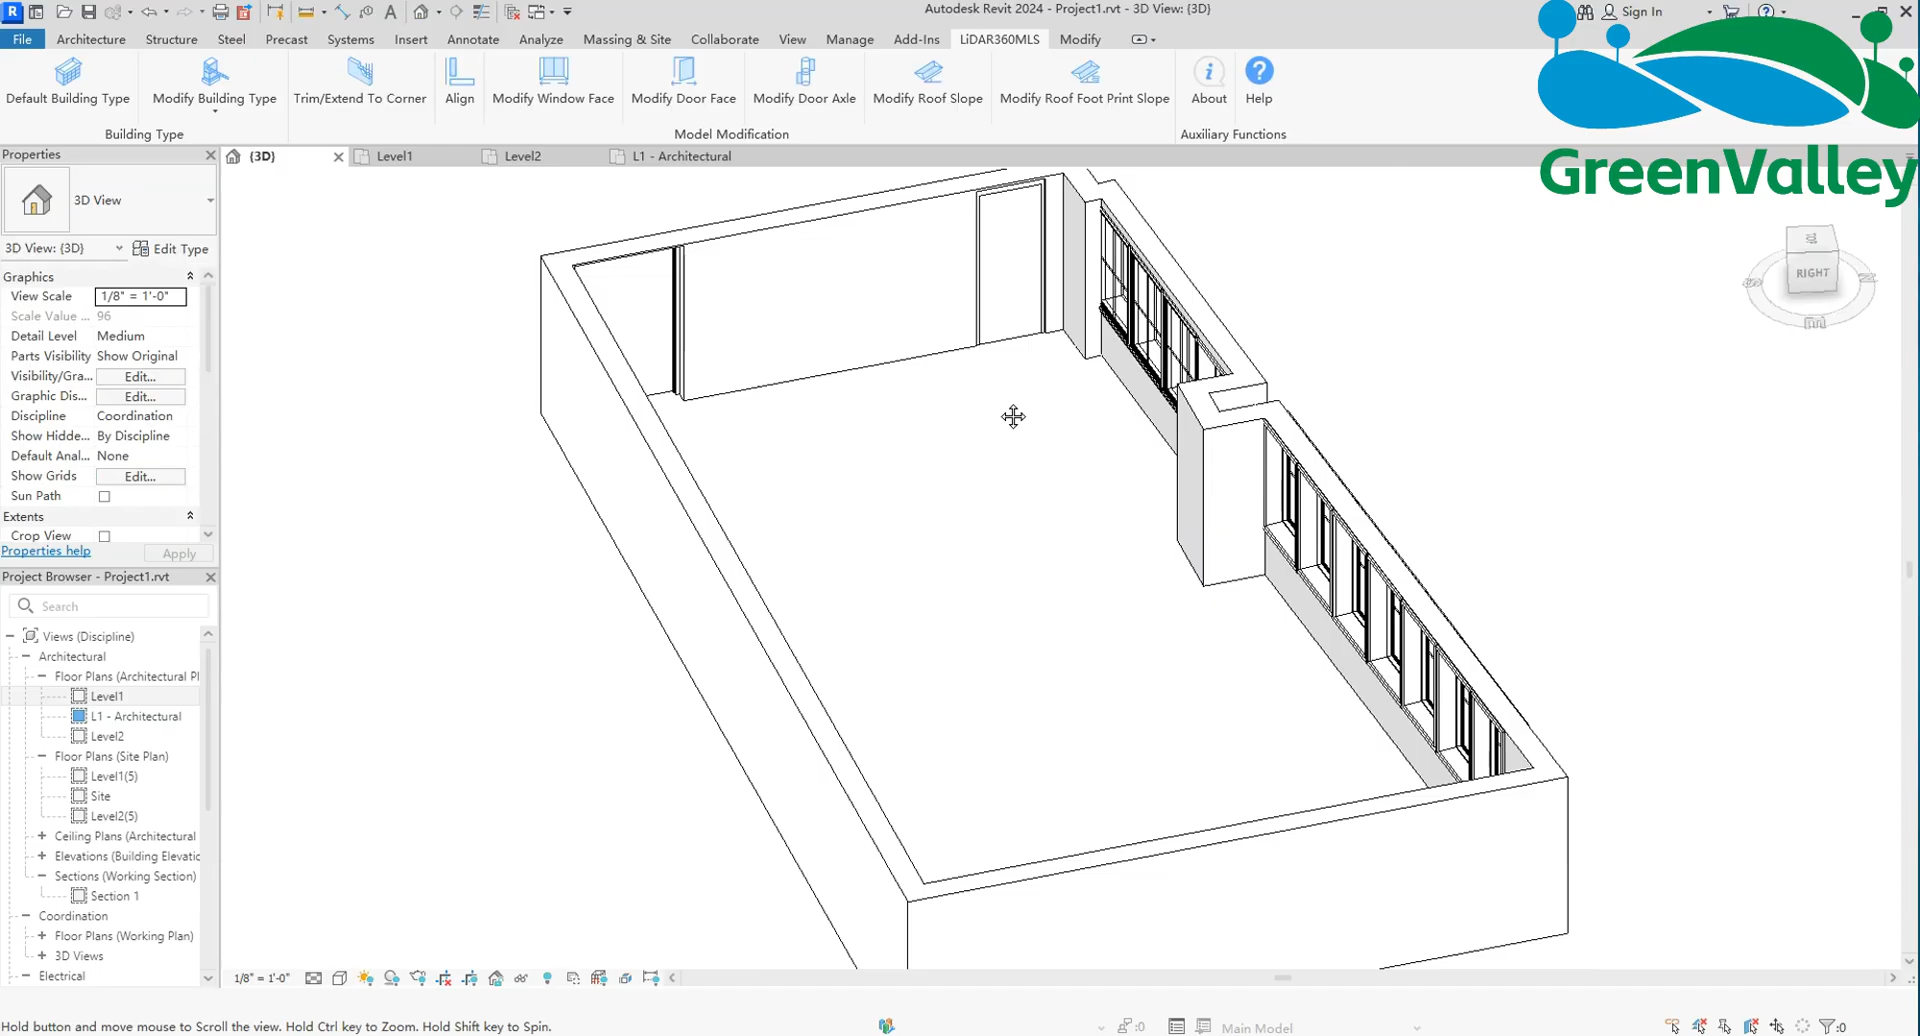 Autodesk Revit 2024 - Project1.rvt - 3D View: {3D}
Sign In
File Architecture Structure Steel Precast Systems Insert Annotate Analyze Massing & Site Collaborate View Manage Add-Ins LiDAR360MLS Modify
Default Building Type Modify Building Type Trim/Extend To Corner Align Modify Window Face Modify Door Face Modify Door Axle Modify Roof Slope Modify Roof Foot Print Slope About Help
Building Type Model Modification Auxiliary Functions
GreenValley
Properties
{3D} Level1 Level2 L1 - Architectural
3D View
3D View: {3D} Edit Type
Graphics
View Scale 1/8" = 1'-0"
Scale Value ... 96
Detail Level Medium
Parts Visibility Show Original
Visibility/Gra... Edit...
Graphic Dis... Edit...
Discipline Coordination
Show Hidde... By Discipline
Default Anal... None
Show Grids Edit...
Sun Path
Extents
Crop View
Properties help Apply
RIGHT
Project Browser - Project1.rvt
Search
Views (Discipline)
Architectural
Floor Plans (Architectural Pl
Level1
L1 - Architectural
Level2
Floor Plans (Site Plan)
Level1(5)
Site
Level2(5)
Ceiling Plans (Architectural
Elevations (Building Elevatic
Sections (Working Section)
Section 1
Coordination
Floor Plans (Working Plan)
3D Views
Electrical
1/8" = 1'-0"
Hold button and move mouse to Scroll the view. Hold Ctrl key to Zoom. Hold Shift key to Spin.
:0 Main Model :0